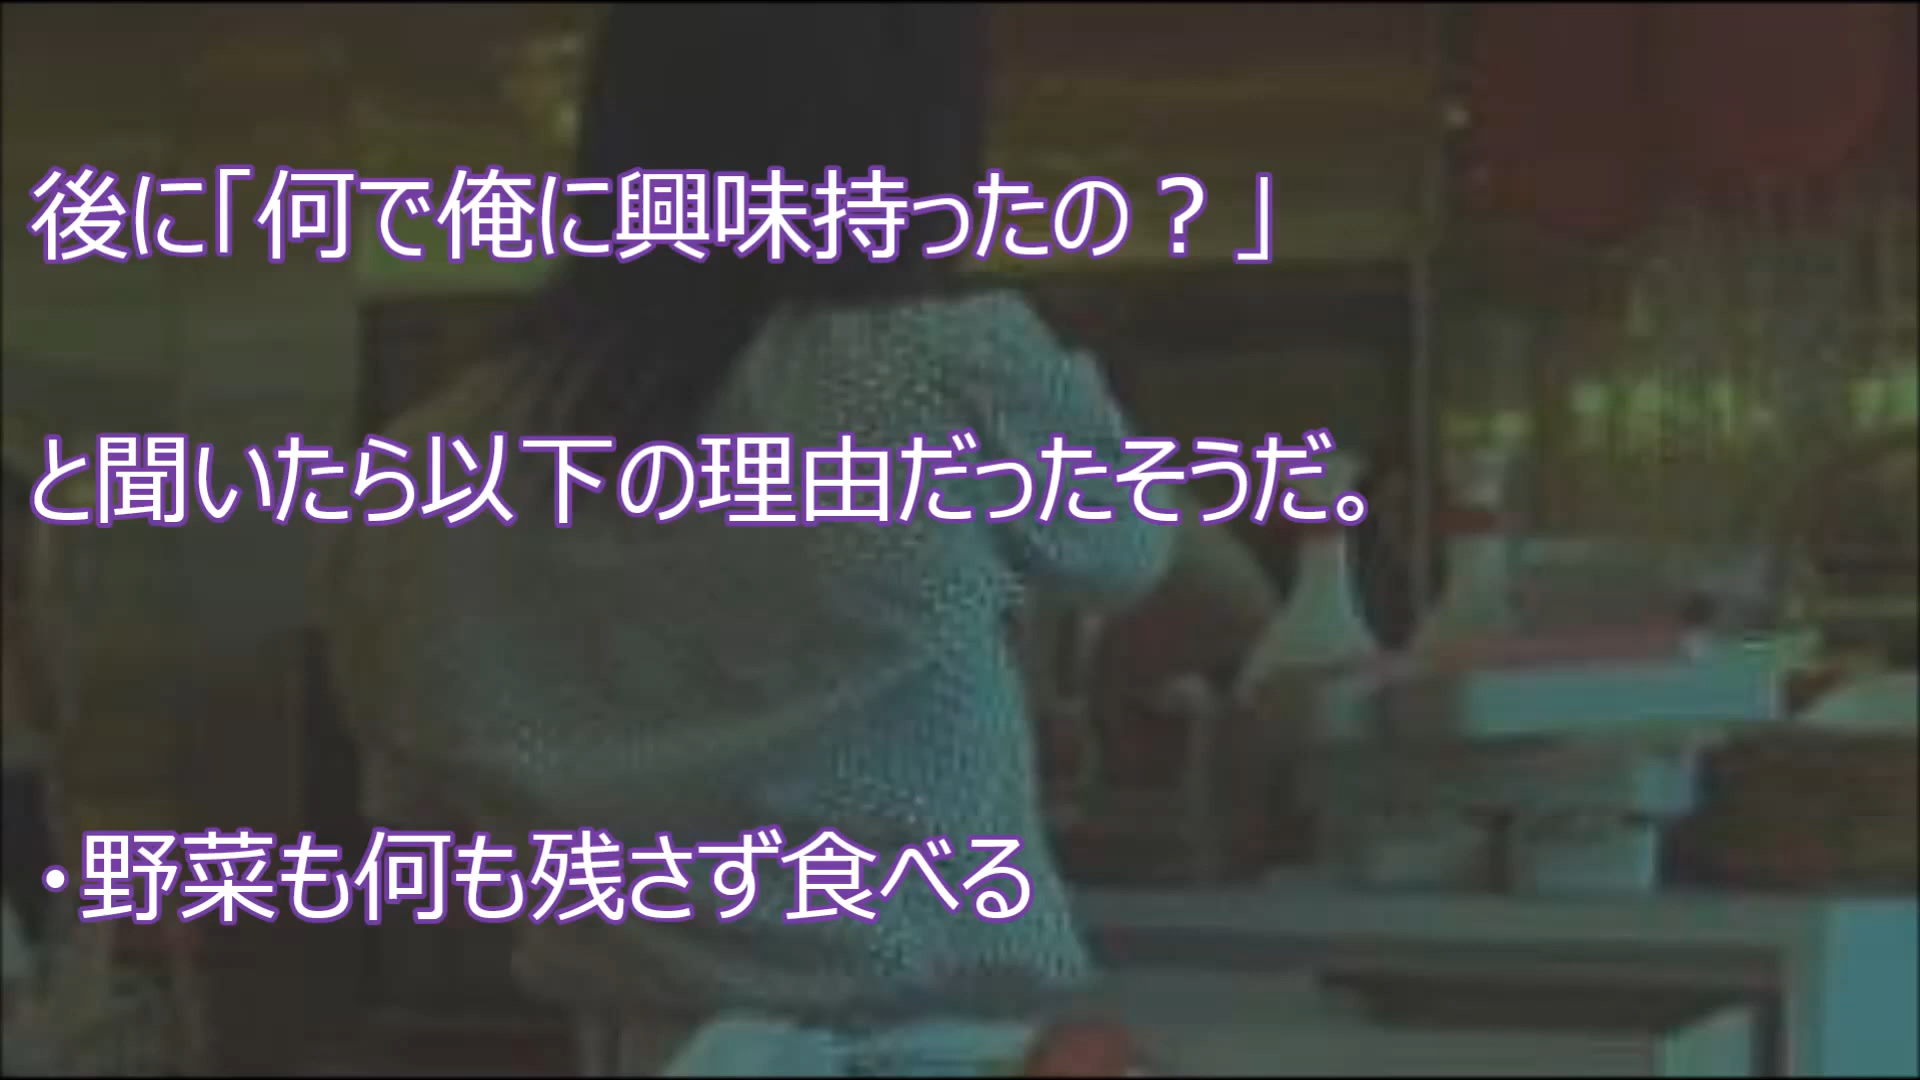 後に「何で俺に興味持ったの？」
と聞いたら以下の理由だったそうだ。
・野菜も何も残さず食べる